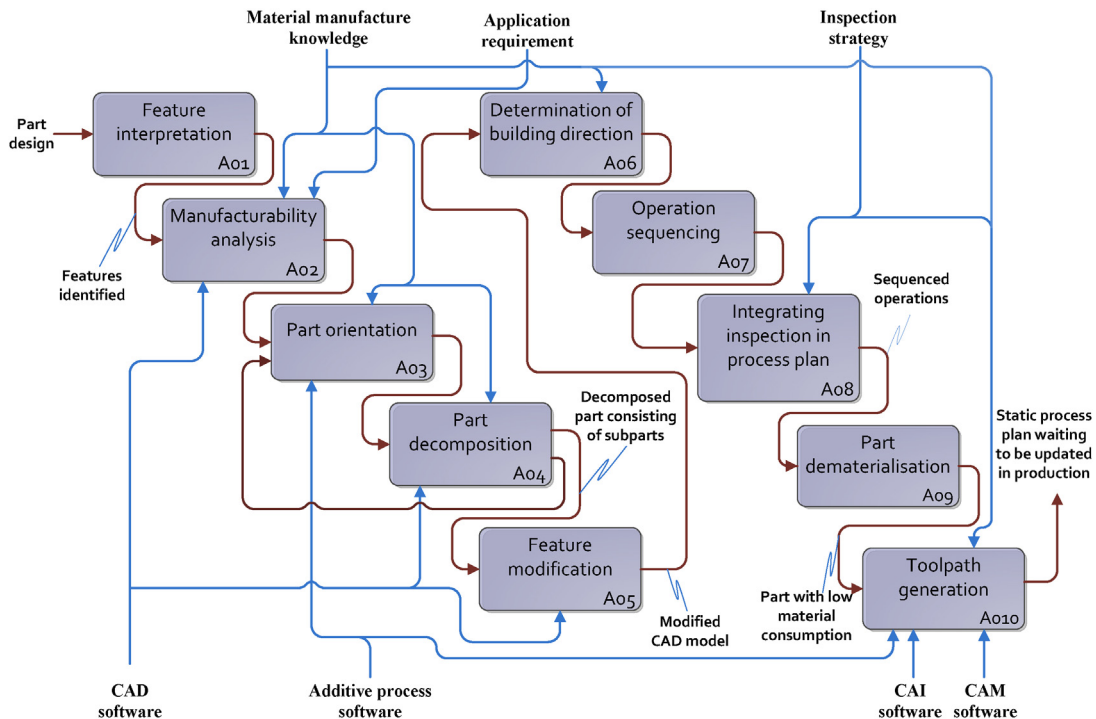 Material manufacture
knowledge
Application
requirement
Inspection
strategy
Part
design
Feature
interpretation
A01
Determination of
building direction
A06
Manufacturability
analysis
A02
Operation
sequencing
A07
Features
identified
Sequenced
operations
Part orientation
A03
Integrating
inspection in
process plan
A08
Decomposed
part consisting
of subparts
Part
decomposition
A04
Static process
plan waiting
to be updated
in production
Part
dematerialisation
A09
Feature
modification
A05
Toolpath
generation
A010
Modified
CAD model
Part with low
material
consumption
CAD
software
Additive process
software
CAI
software
CAM
software